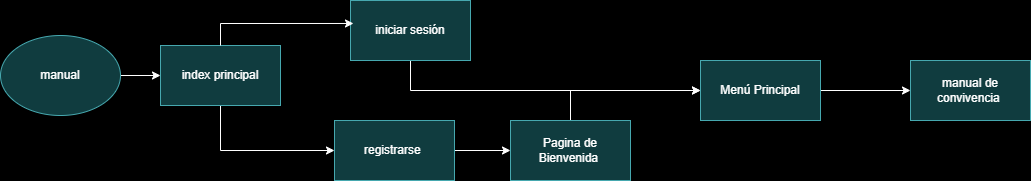 manual
index principal
iniciar sesión
registrarse
Pagina de
Bienvenida
Menú Principal
manual de
convivencia